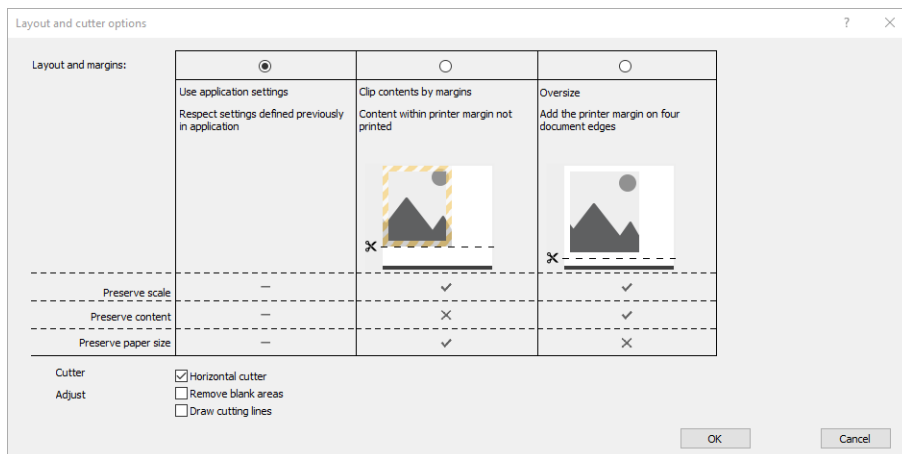 Layout and cutter options
Layout and margins:
Use application settings
Respect settings defined previously
in application
Clip contents by margins
Content within printer margin not
printed
Oversize
Add the printer margin on four
document edges
Preserve scale
Preserve content
Preserve paper size
Cutter
Horizontal cutter
Adjust
Remove blank areas
Draw cutting lines
OK
Cancel